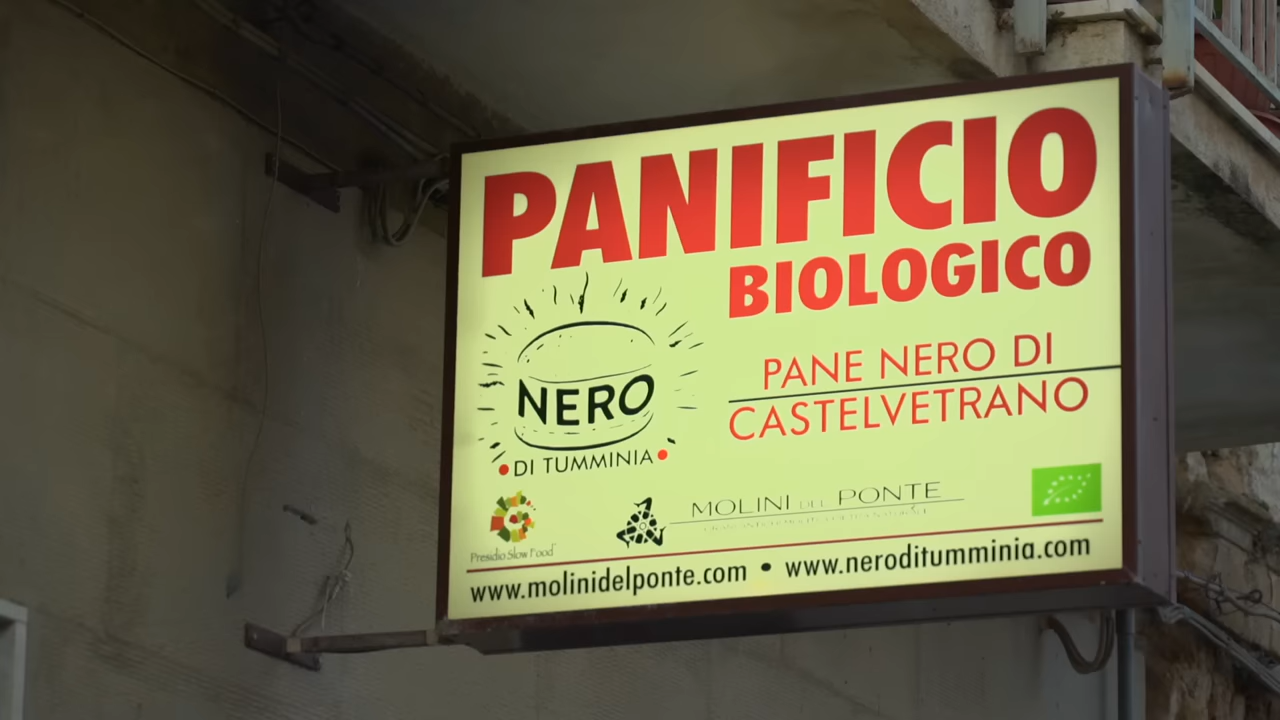 PANIFICIO
BIOLOGICO
PANE NERO DI
CASTELVETRANO
NERO
•DI TUMMINIA•
Presidio Slow Food
MOLINI DEL PONTE
www.molinidelponte.com • www.neroditumminia.com